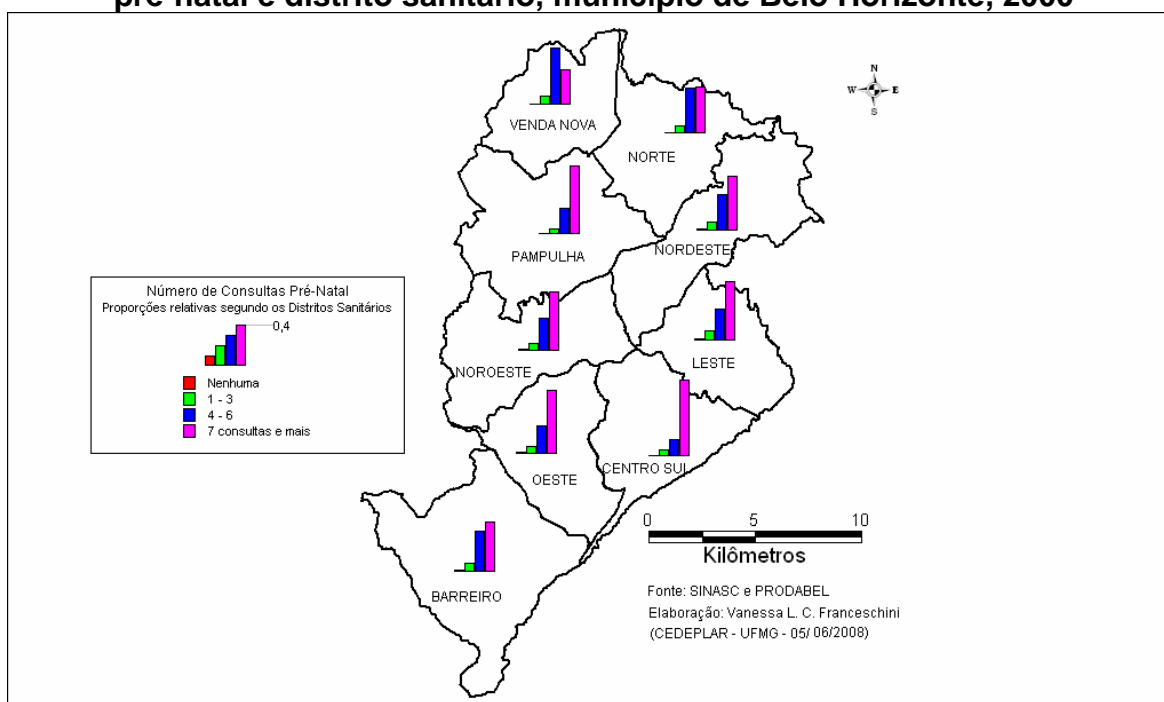 pré-natal e distrito sanitário, município de Belo Horizonte, 2000
N
W E
S
VENDA NOVA
NORTE
PAMPULHA
NORDESTE
Número de Consultas Pré-Natal
Proporções relativas segundo os Distritos Sanitários
0,4
Nenhuma
1 - 3
4 - 6
7 consultas e mais
NOROESTE
LESTE
OESTE
CENTRO SUL
BARREIRO
0 5 10
Kilômetros
Fonte: SINASC e PRODABEL
Elaboração: Vanessa L. C. Franceschini
(CEDEPLAR - UFMG - 05/ 06/2008)